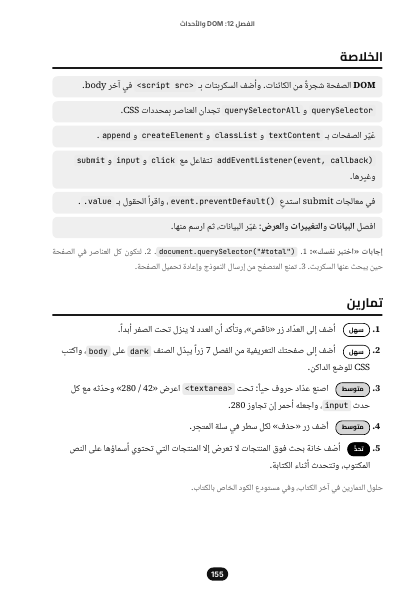 الفصل 12: DOM والأحداث
الخلاصة
DOM الصفحة شجرةٌ من الكائنات. وأضف السكربتات بـ <script src> في آخر body.
querySelector و querySelectorAll تجدان العناصر بمحددات CSS.
غيّر الصفحات بـ textContent و classList و createElement و append .
addEventListener(event, callback) تتفاعل مع click و input و submit
وغيرها.
في معالجات submit استدعِ event.preventDefault() ، واقرأ الحقول بـ .value .
افصل البيانات والتغييرات والعرض: غيّر البيانات، ثم ارسم منها.
إجابات «اختبر نفسك»: 1. document.querySelector("#total") . 2. لتكون كل العناصر في الصفحة
حين يبحث عنها السكربت. 3. تمنع المتصفح من إرسال النموذج وإعادة تحميل الصفحة.
تمارين
1. سهل أضف إلى العدّاد زر «ناقص»، وتأكد أن العدد لا ينزل تحت الصفر أبداً.
2. سهل أضف إلى صفحتك التعريفية من الفصل 7 زراً يبدّل الصنف dark على body ، واكتب
CSS للوضع الداكن.
3. متوسط اصنع عدّاد حروف حياً: تحت <textarea> اعرض «42 / 280» وحدّثه مع كل
حدث input ، واجعله أحمر إن تجاوز 280.
4. متوسط أضف زر «حذف» لكل سطر في سلة المتجر.
5. تحدٍّ أضف خانة بحث فوق المنتجات لا تعرض إلا المنتجات التي تحتوي أسماؤها على النص
المكتوب، وتتحدث أثناء الكتابة.
حلول التمارين في آخر الكتاب، وفي مستودع الكود الخاص بالكتاب.
155